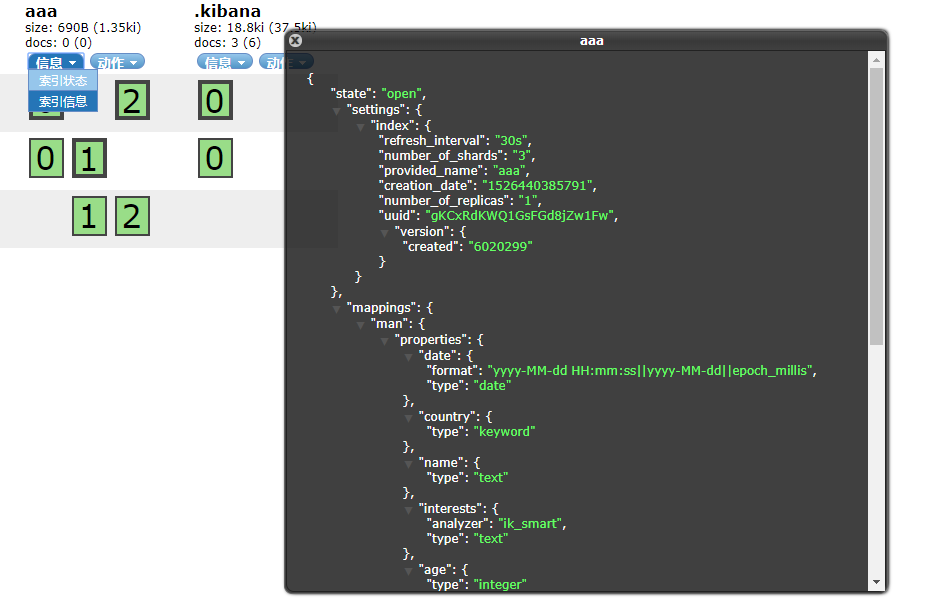 aaa
size: 690B (1.35ki)
docs: 0 (0)
信息 动作
索引状态
索引信息
.kibana
size: 18.8ki (37.5ki)
docs: 3 (6)
信息 动作
2 0
0 1 0
1 2
aaa
{
"state": "open",
"settings": {
"index": {
"refresh_interval": "30s",
"number_of_shards": "3",
"provided_name": "aaa",
"creation_date": "1526440385791",
"number_of_replicas": "1",
"uuid": "gKCxRdKWQ1GsFGd8jZw1Fw",
"version": {
"created": "6020299"
}
}
},
"mappings": {
"man": {
"properties": {
"date": {
"format": "yyyy-MM-dd HH:mm:ss||yyyy-MM-dd||epoch_millis",
"type": "date"
},
"country": {
"type": "keyword"
},
"name": {
"type": "text"
},
"interests": {
"analyzer": "ik_smart",
"type": "text"
},
"age": {
"type": "integer"